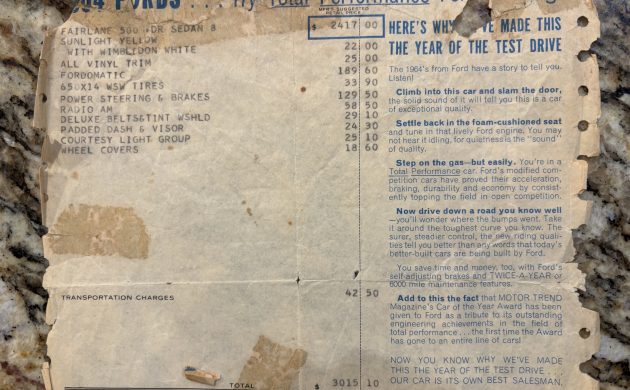 1964 FORDS . . . Try Total Performance
MFR'S SUGGESTED
RETAIL PRICE
FAIRLANE 500 4DR SEDAN 8 $ 2417 00
SUNLIGHT YELLOW
WITH WIMBLEDON WHITE 22 00
ALL VINYL TRIM 25 00
FORDOMATIC 189 60
65 X14 WSW TIRES 33 90
POWER STEERING & BRAKES 129 50
RADIO AM 58 50
DELUXE BELTS&TINT WSHLD 29 10
PADDED DASH & VISOR 24 30
COURTESY LIGHT GROUP 25 10
WHEEL COVERS 18 60
TRANSPORTATION CHARGES 42 50
TOTAL $ 3015 10
HERE'S WHY WE'VE MADE THIS
THE YEAR OF THE TEST DRIVE
The 1964's from Ford have a story to tell you.
Listen!
Climb into this car and slam the door,
the solid sound of it will tell you this is a car
of exceptional quality.
Settle back in the foam-cushioned seat
and tune in that lively Ford engine. You may
not hear it idling, for quietness is the "sound"
of quality.
Step on the gas—but easily. You're in a
Total Performance car. Ford's modified com-
petition cars have proved their acceleration,
braking, durability and economy by consist-
ently topping the field in open competition.
Now drive down a road you know well
—you'll wonder where the bumps went. Take
it around the toughest curve you know. The
surer, steadier control, the new riding quali-
ties tell you better than any words that today's
better-built cars are being built by Ford.
You save time and money, too, with Ford's
self-adjusting brakes and TWICE-A-YEAR or
6000 mile maintenance features.
Add to this the fact that MOTOR TREND
Magazine's Car of the Year Award has been
given to Ford as a tribute to its outstanding
engineering achievements in the field of
total performance . . . the first time the Award
has gone to an entire line of cars!
NOW YOU KNOW WHY WE'VE MADE
THIS THE YEAR OF THE TEST DRIVE . .
OUR CAR IS ITS OWN BEST SALESMAN.